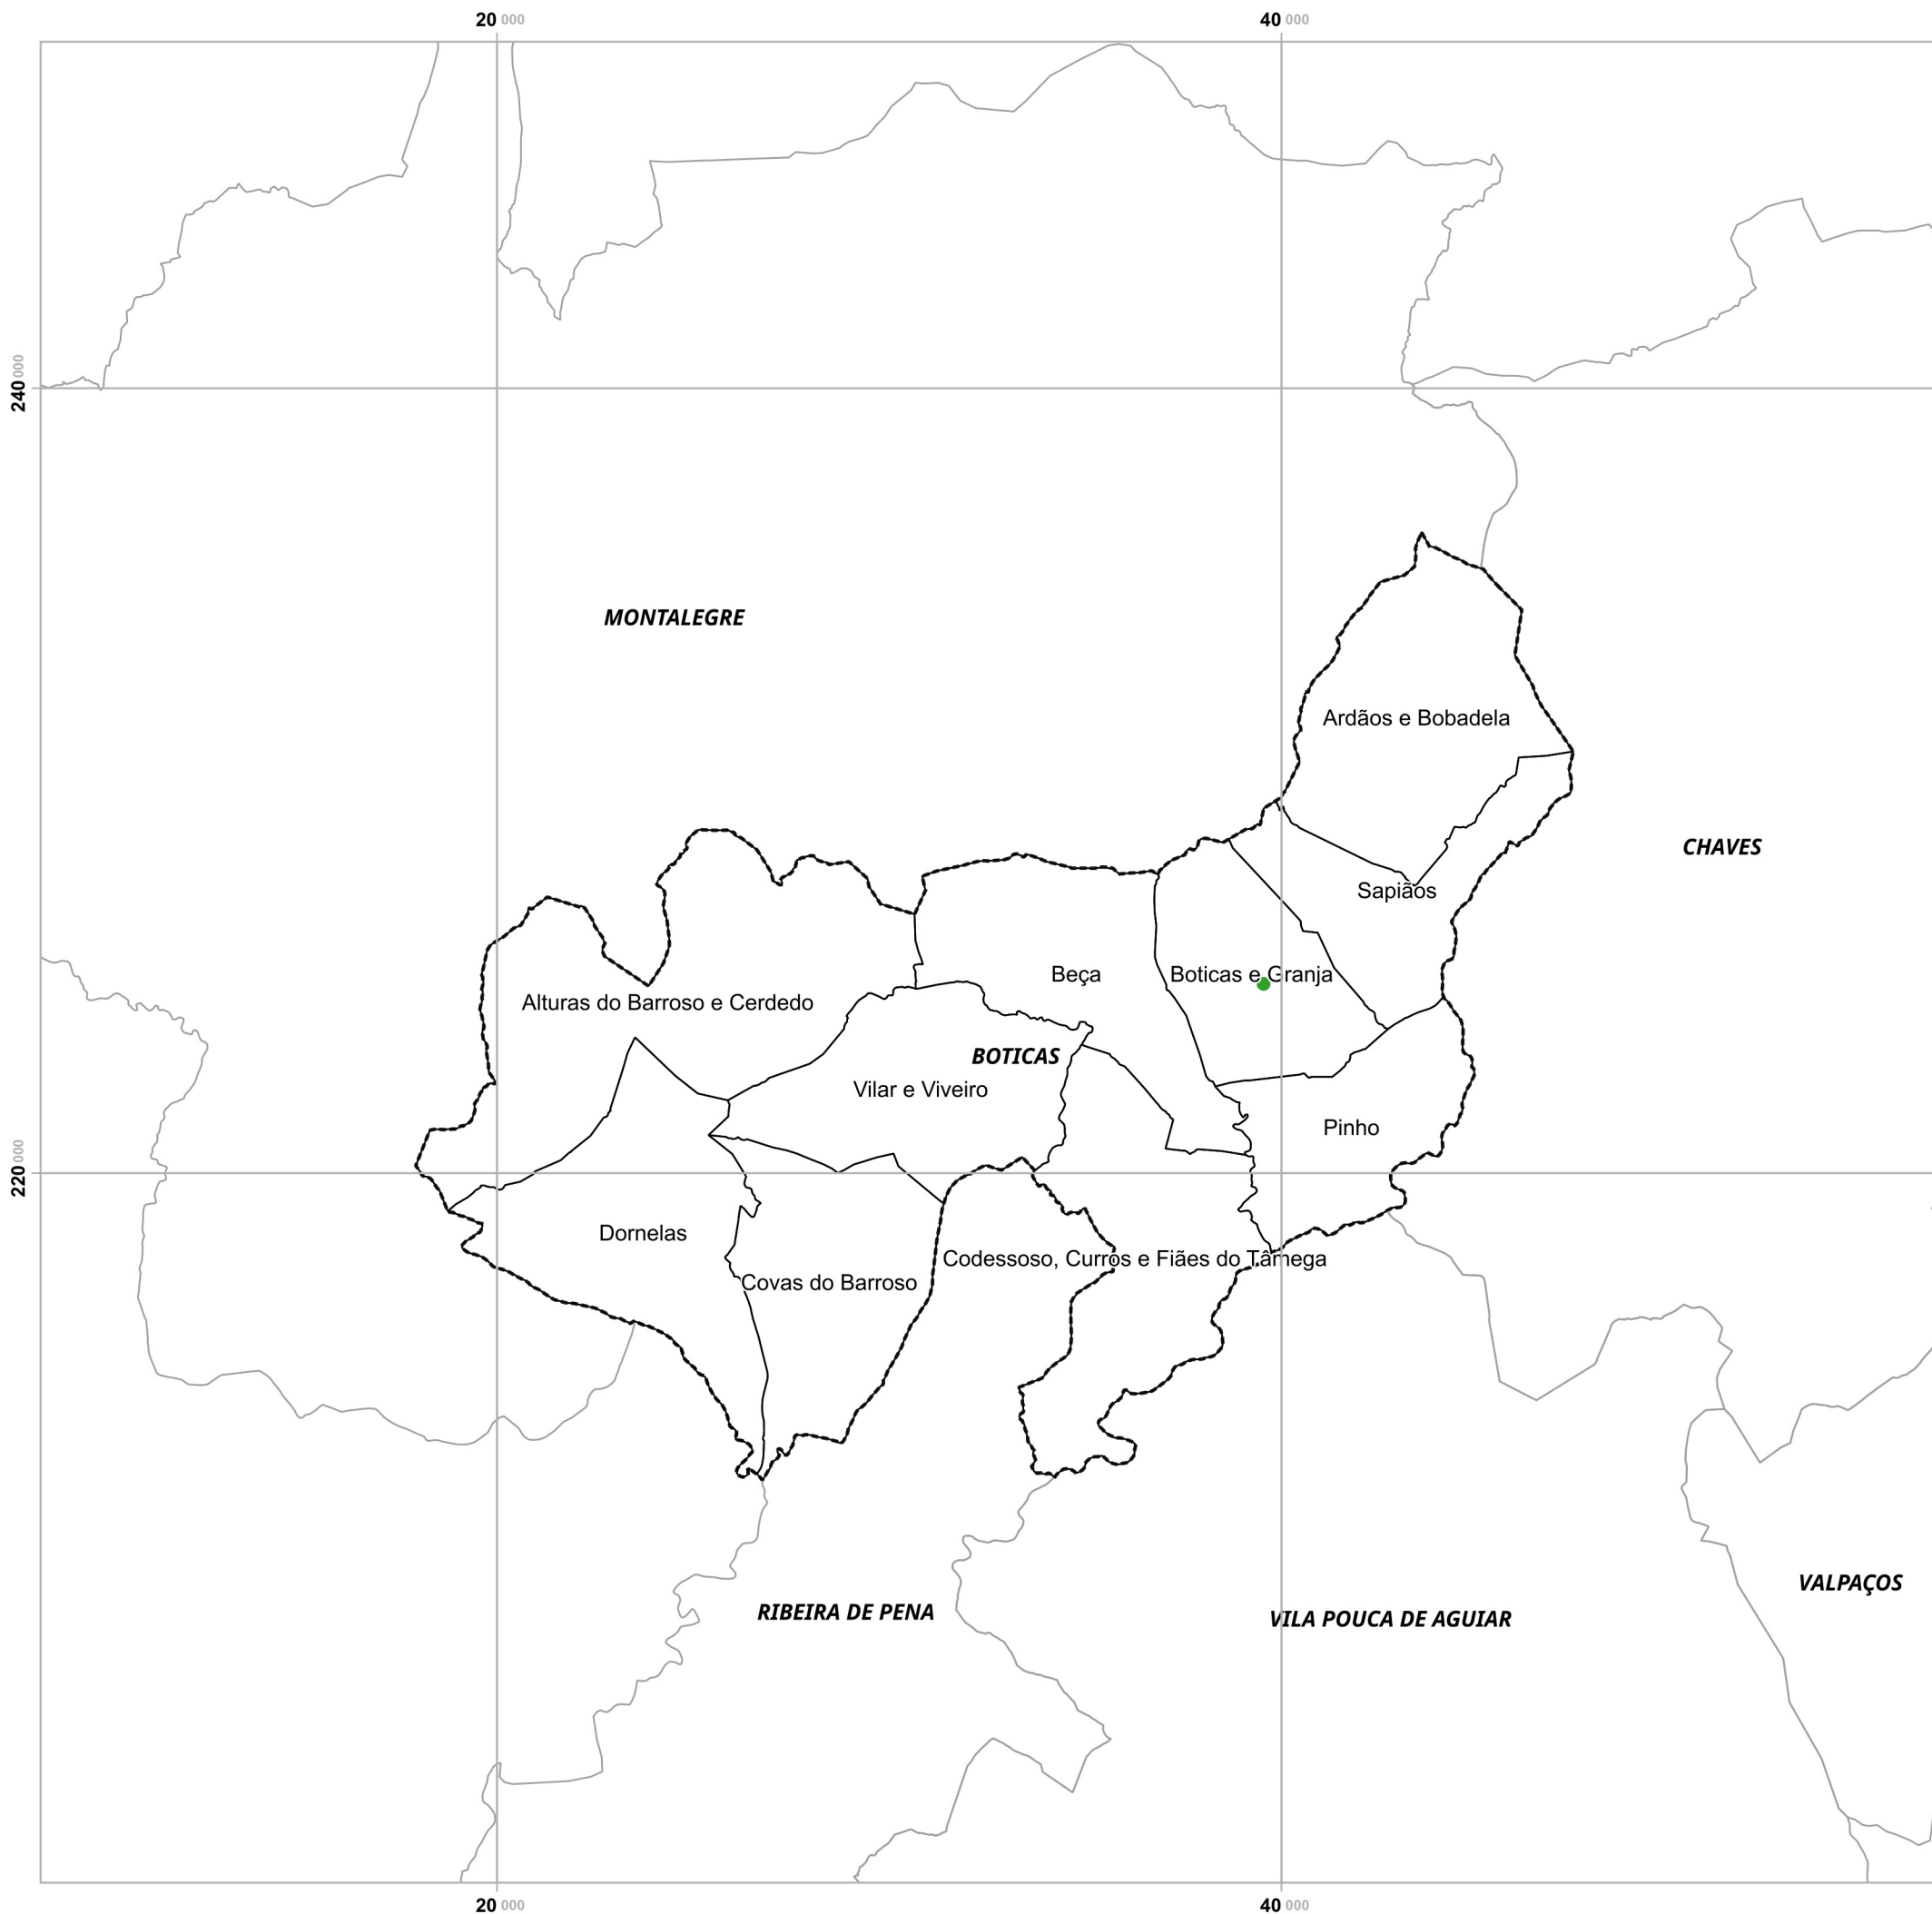 20 000
40 000
240 000
MONTALEGRE
Ardãos e Bobadela
CHAVES
Sapiãos
Beça
Boticas e Granja
Alturas do Barroso e Cerdedo
BOTICAS
Vilar e Viveiro
Pinho
220 000
Dornelas
Codessoso, Curros e Fiães do Tâmega
Covas do Barroso
VALPAÇOS
RIBEIRA DE PENA
VILA POUCA DE AGUIAR
20 000
40 000